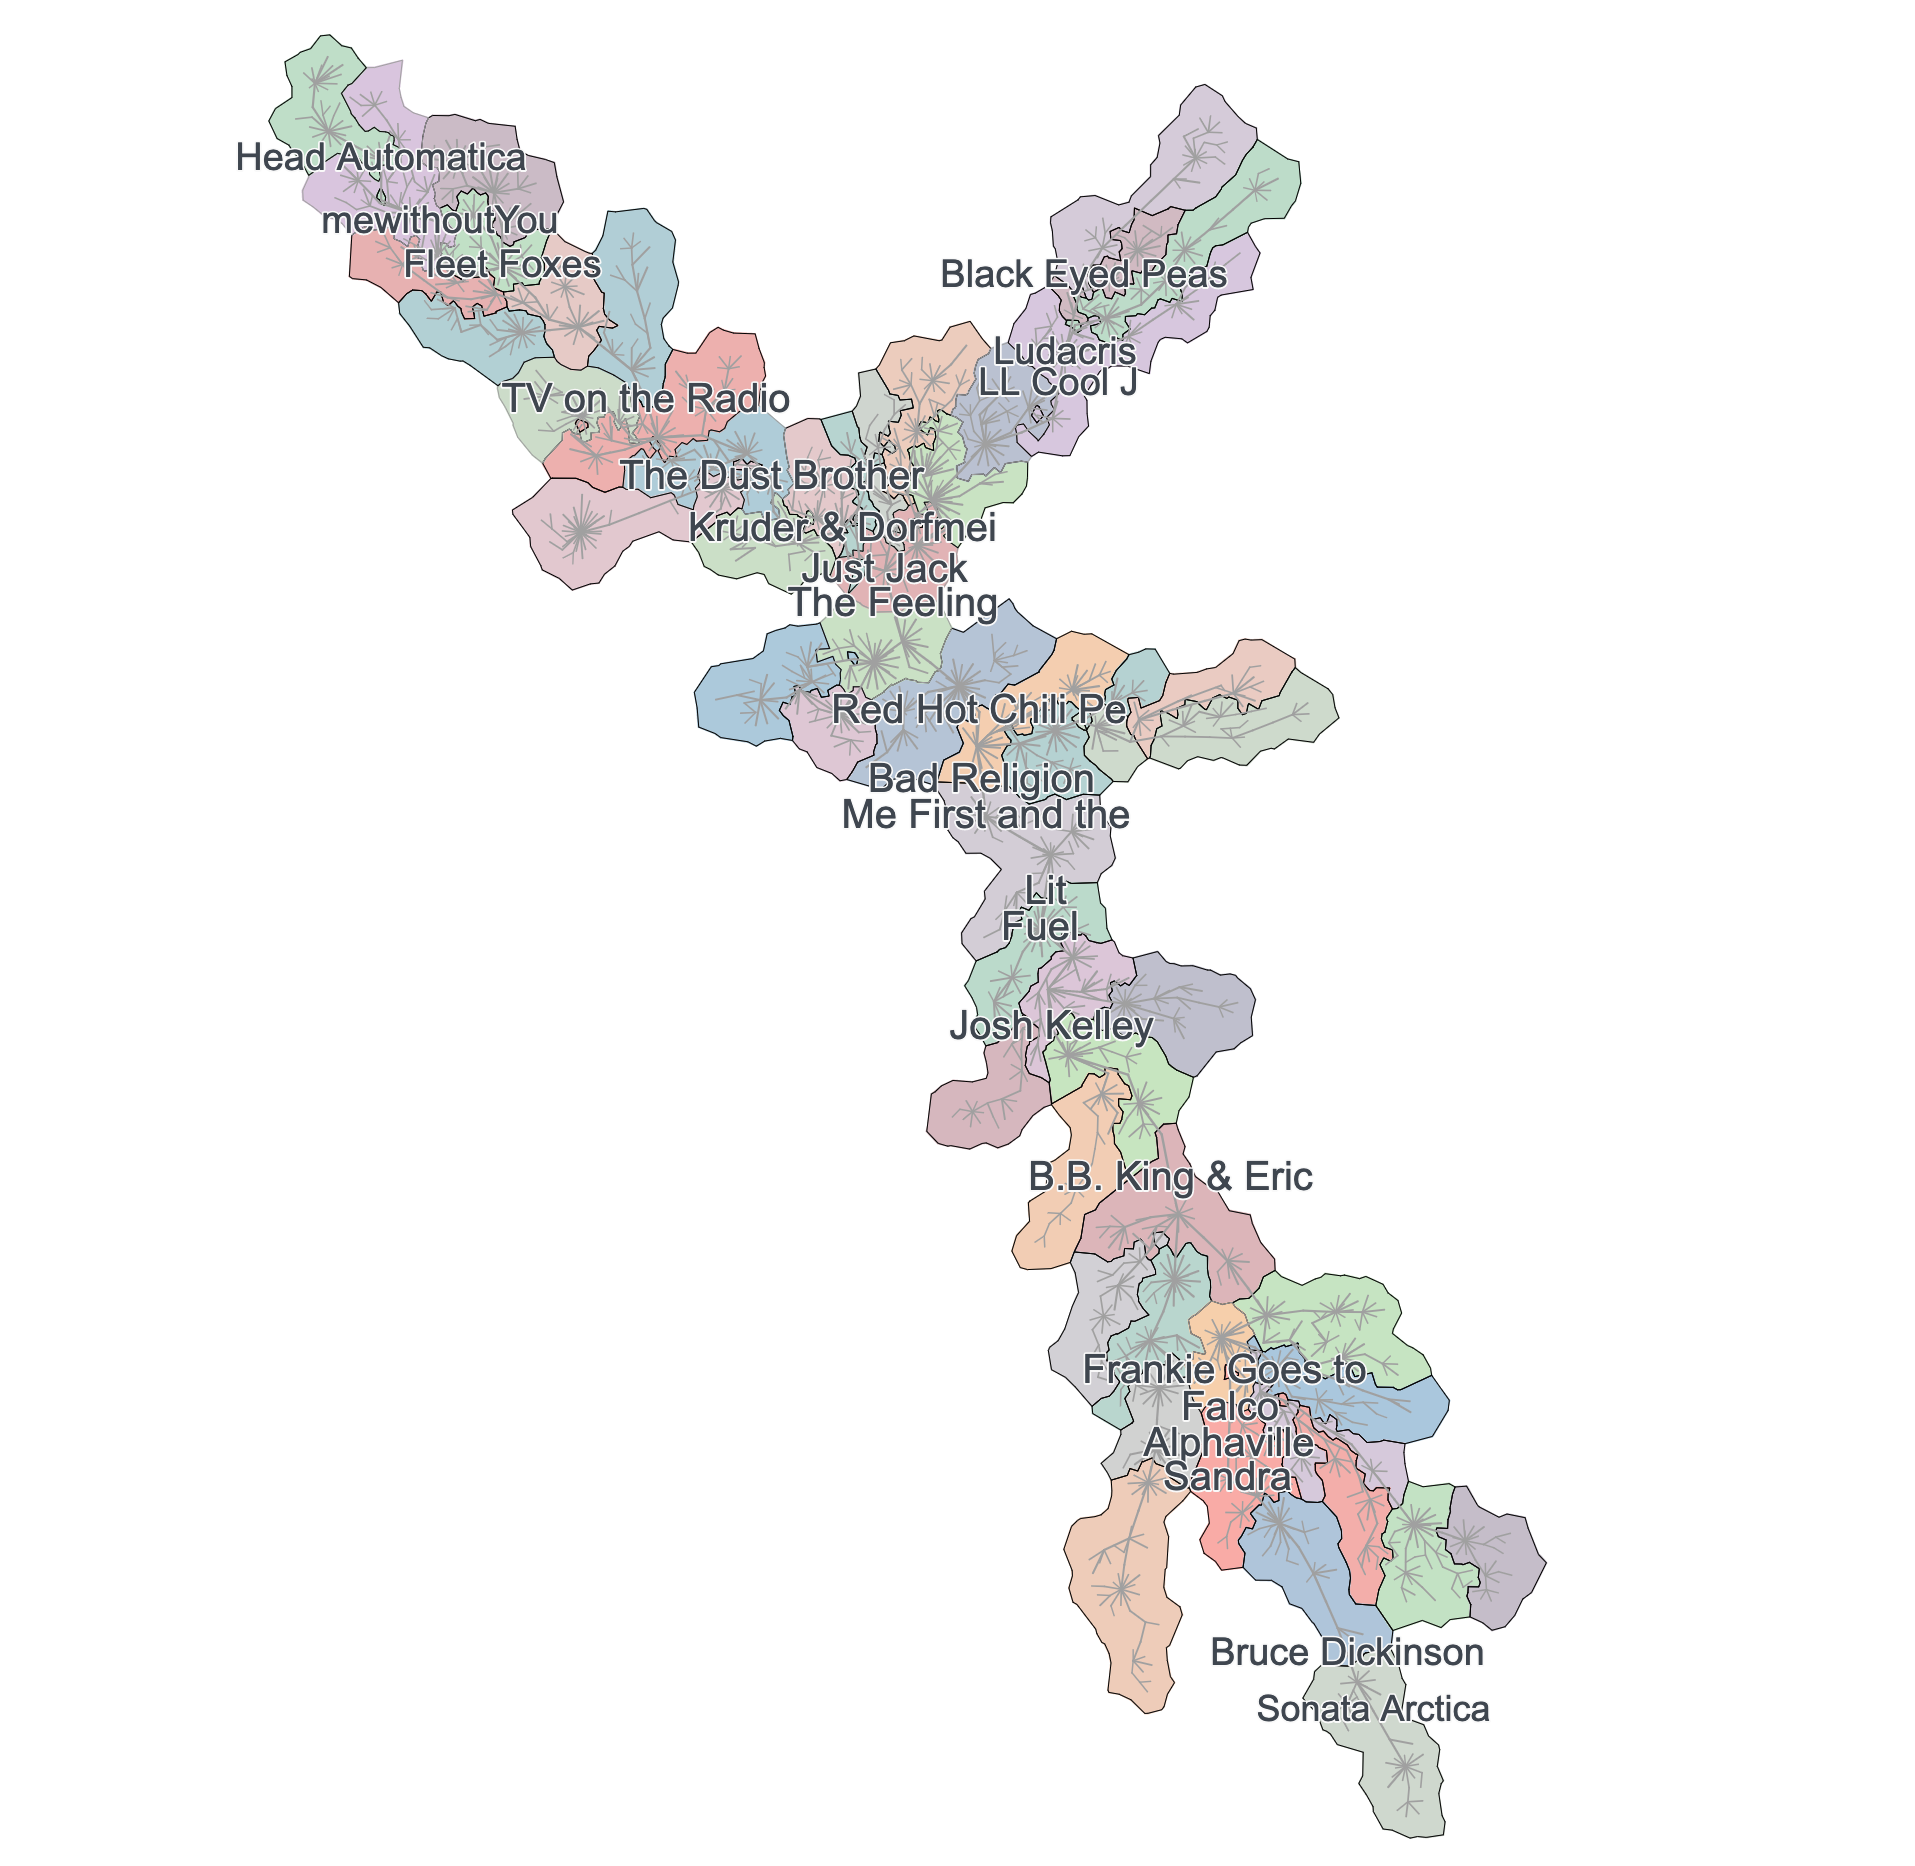 Head Automatica
mewithoutYou
Fleet Foxes
Black Eyed Peas
Ludacris
LL Cool J
TV on the Radio
The Dust Brother
Kruder & Dorfmei
Just Jack
The Feeling
Red Hot Chili Pe
Bad Religion
Me First and the
Lit
Fuel
Josh Kelley
B.B. King & Eric
Frankie Goes to
Falco
Alphaville
Sandra
Bruce Dickinson
Sonata Arctica